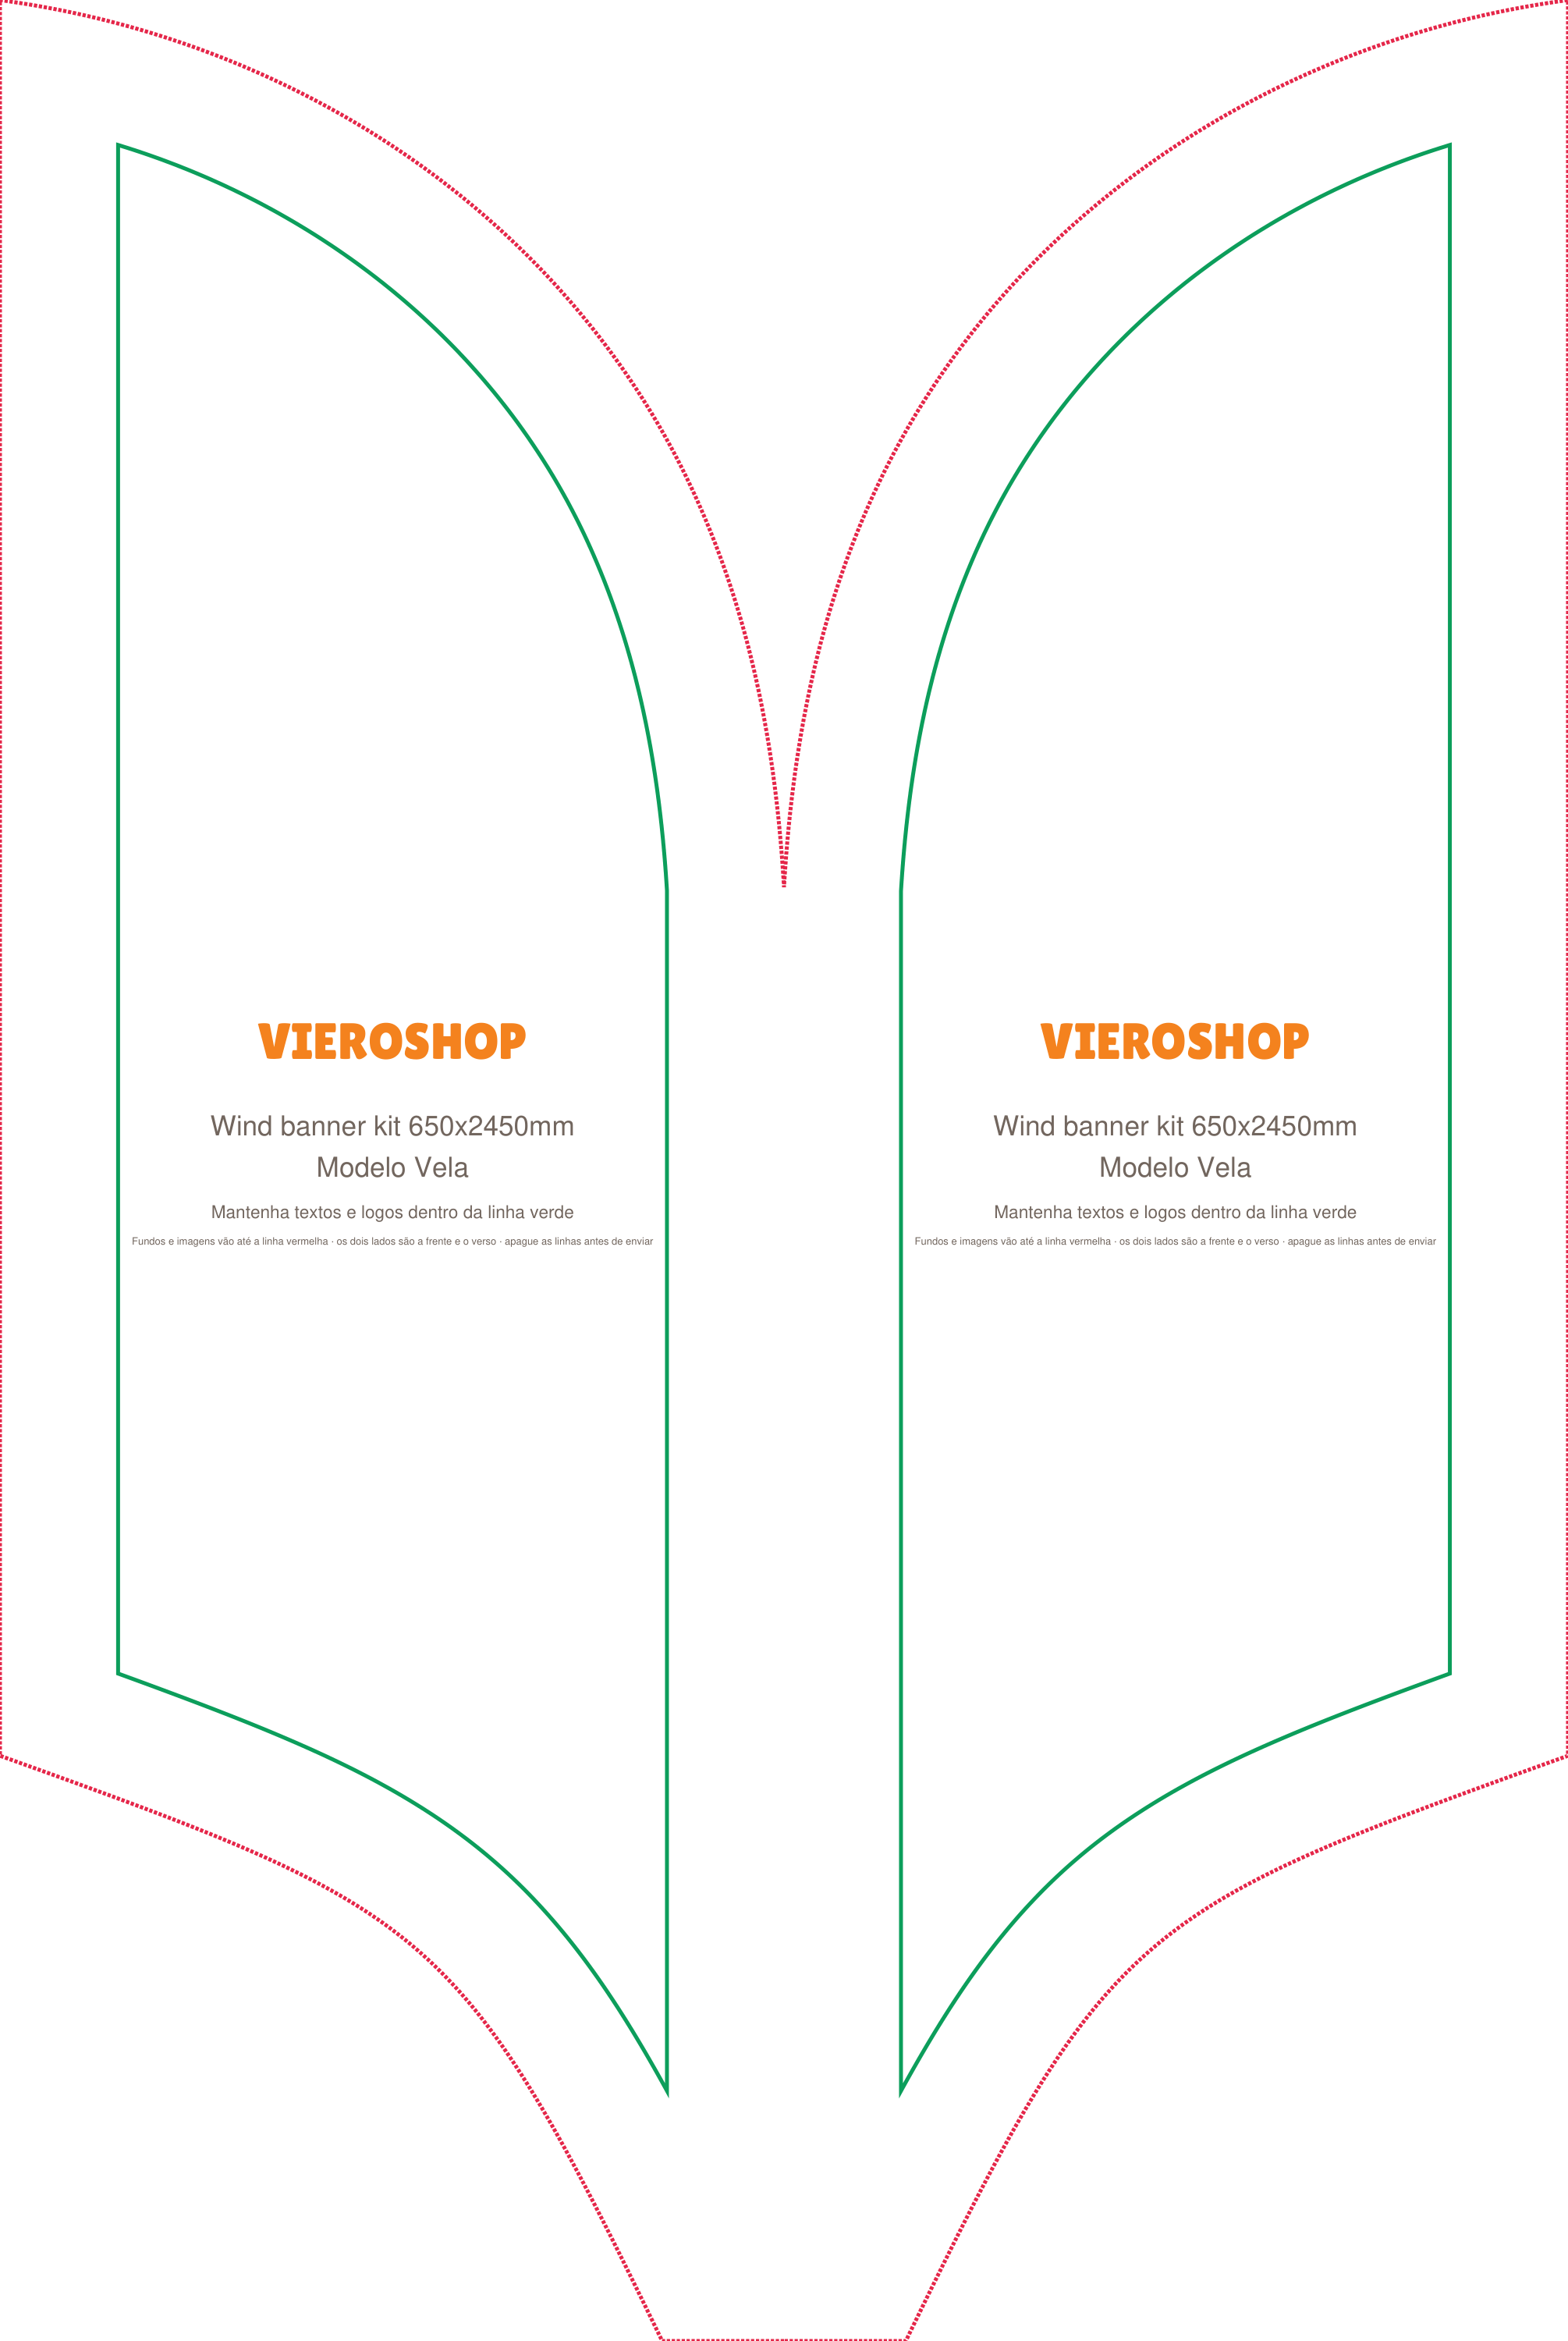 VIEROSHOP
Wind banner kit 650x2450mm
Modelo Vela
Mantenha textos e logos dentro da linha verde
Fundos e imagens vão até a linha vermelha · os dois lados são a frente e o verso · apague as linhas antes de enviar
VIEROSHOP
Wind banner kit 650x2450mm
Modelo Vela
Mantenha textos e logos dentro da linha verde
Fundos e imagens vão até a linha vermelha · os dois lados são a frente e o verso · apague as linhas antes de enviar